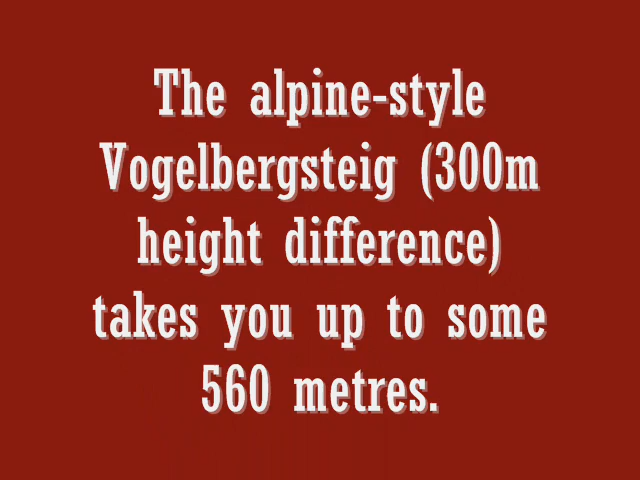 The alpine-style
Vogelbergsteig (300m
height difference)
takes you up to some
560 metres.